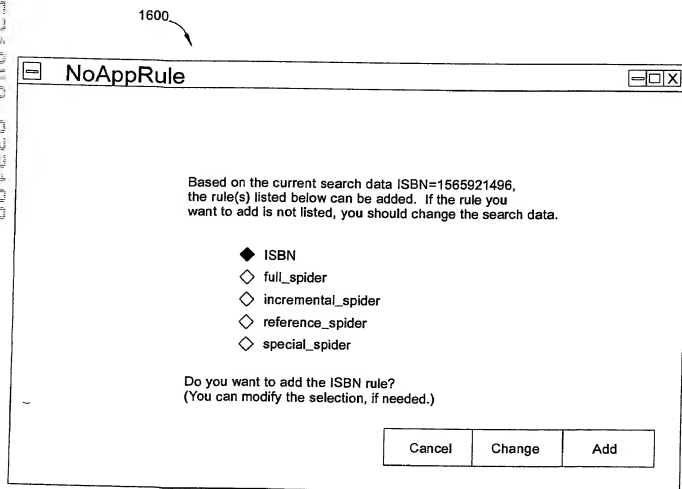 1600
NoAppRule
Based on the current search data ISBN=1565921496,
the rule(s) listed below can be added. If the rule you
want to add is not listed, you should change the search data.
ISBN
full_spider
incremental_spider
reference_spider
special_spider
Do you want to add the ISBN rule?
(You can modify the selection, if needed.)
Cancel
Change
Add